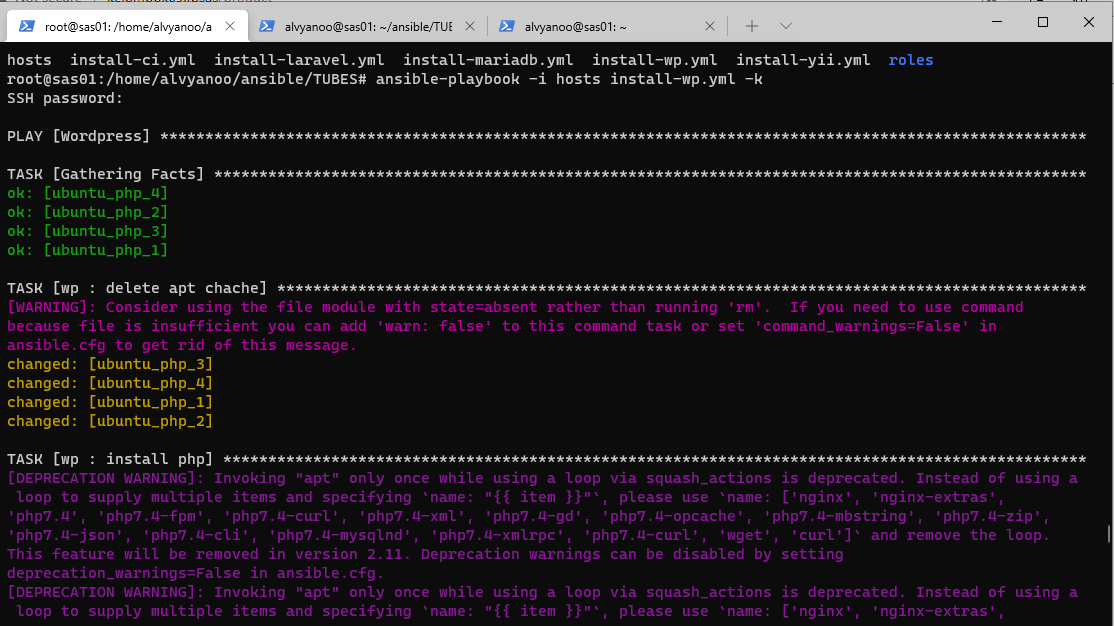 root@sas01: /home/alvyanoo/a
alvyanoo@sas01: ~/ansible/TUE
alvyanoo@sas01: ~
hosts  install-ci.yml  install-laravel.yml  install-mariadb.yml  install-wp.yml  install-yii.yml  roles
root@sas01:/home/alvyanoo/ansible/TUBES# ansible-playbook -i hosts install-wp.yml -k
SSH password:
PLAY [Wordpress] *******************************************************************************************************
TASK [Gathering Facts] *************************************************************************************************
ok: [ubuntu_php_4]
ok: [ubuntu_php_2]
ok: [ubuntu_php_3]
ok: [ubuntu_php_1]
TASK [wp : delete apt chache] ******************************************************************************************
[WARNING]: Consider using the file module with state=absent rather than running 'rm'.  If you need to use command
because file is insufficient you can add 'warn: false' to this command task or set 'command_warnings=False' in
ansible.cfg to get rid of this message.
changed: [ubuntu_php_3]
changed: [ubuntu_php_4]
changed: [ubuntu_php_1]
changed: [ubuntu_php_2]
TASK [wp : install php] ************************************************************************************************
[DEPRECATION WARNING]: Invoking "apt" only once while using a loop via squash_actions is deprecated. Instead of using a
 loop to supply multiple items and specifying `name: "{{ item }}"`, please use `name: ['nginx', 'nginx-extras',
'php7.4', 'php7.4-fpm', 'php7.4-curl', 'php7.4-xml', 'php7.4-gd', 'php7.4-opcache', 'php7.4-mbstring', 'php7.4-zip',
'php7.4-json', 'php7.4-cli', 'php7.4-mysqlnd', 'php7.4-xmlrpc', 'php7.4-curl', 'wget', 'curl']` and remove the loop.
This feature will be removed in version 2.11. Deprecation warnings can be disabled by setting
deprecation_warnings=False in ansible.cfg.
[DEPRECATION WARNING]: Invoking "apt" only once while using a loop via squash_actions is deprecated. Instead of using a
 loop to supply multiple items and specifying `name: "{{ item }}"`, please use `name: ['nginx', 'nginx-extras',